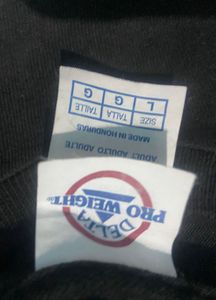 DELTA
PRO WEIGHT
ADULT ADULTO ADULTE
MADE IN HONDURAS
SIZE TALLA TAILLE
L G G